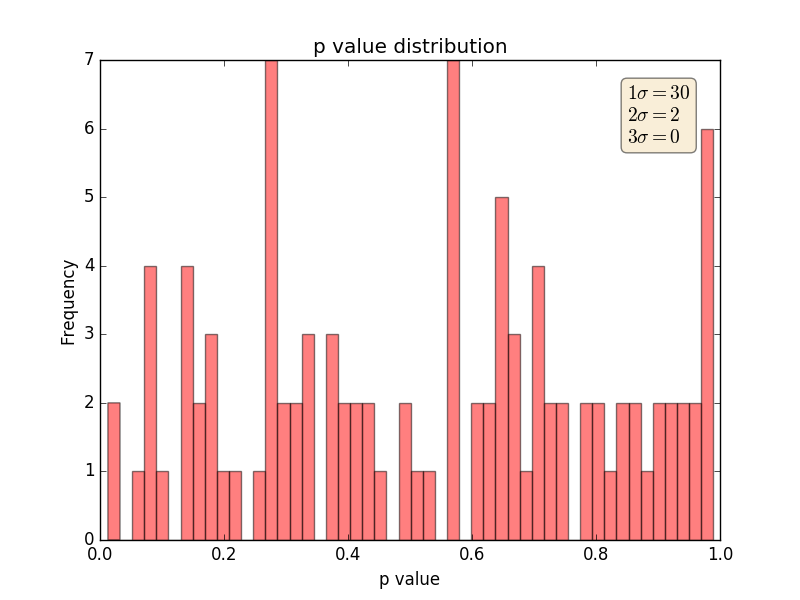 p value distribution
7
6
5
4
3
2
1
0
Frequency
1σ = 30
2σ = 2
3σ = 0
0.0 0.2 0.4 0.6 0.8 1.0
p value